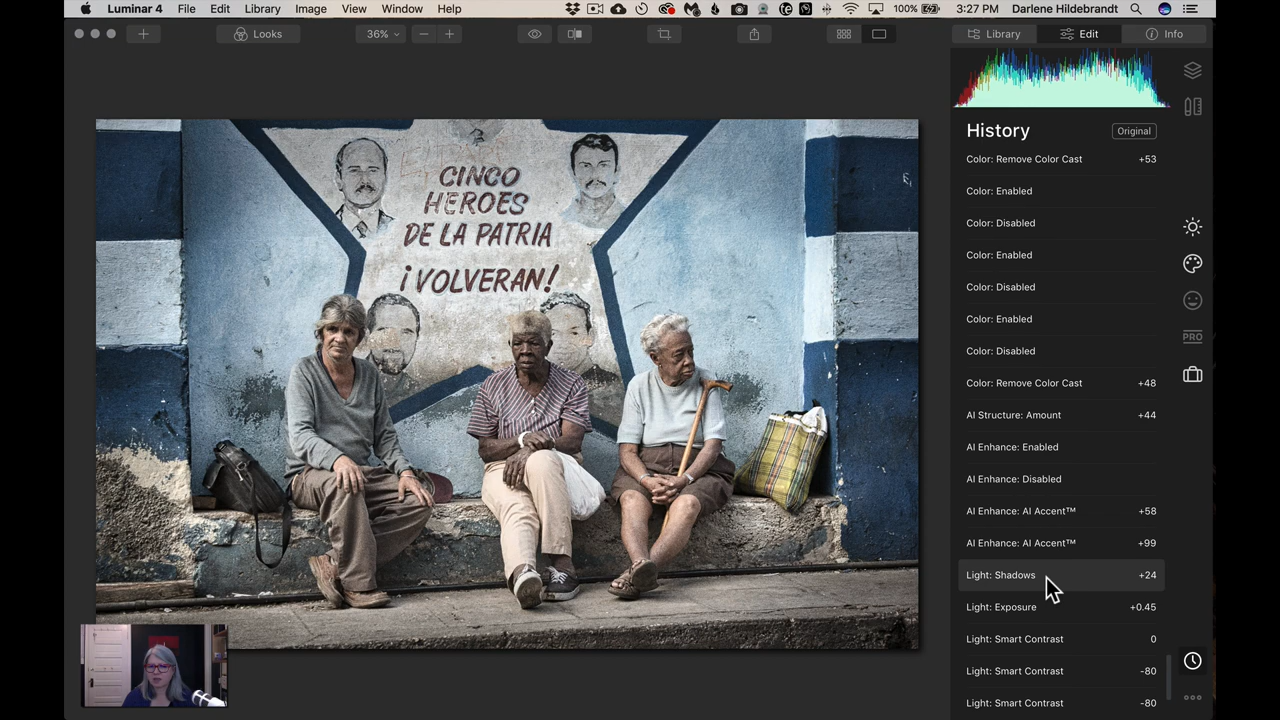 Luminar 4 File Edit Library Image View Window Help 100% 3:27 PM Darlene Hildebrandt
Looks 36% Library Edit Info
History Original
Color: Remove Color Cast +53
Color: Enabled
Color: Disabled
Color: Enabled
Color: Disabled
Color: Enabled
Color: Disabled
Color: Remove Color Cast +48
AI Structure: Amount +44
AI Enhance: Enabled
AI Enhance: Disabled
AI Enhance: AI Accent™ +58
AI Enhance: AI Accent™ +99
Light: Shadows +24
Light: Exposure +0.45
Light: Smart Contrast 0
Light: Smart Contrast -80
Light: Smart Contrast -80
PRO
CINCO
HEROES
DE LA PATRIA
¡VOLVERAN!